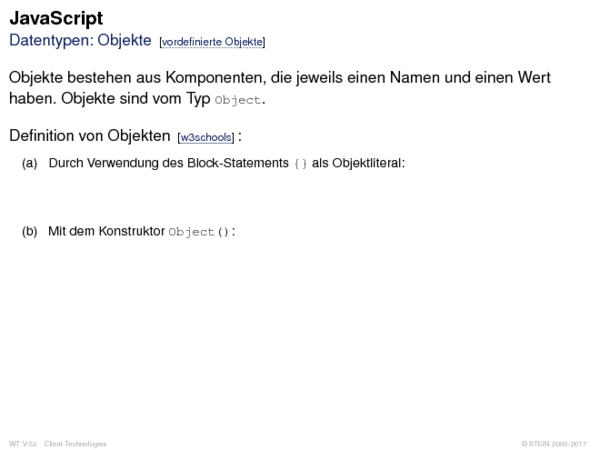 JavaScript
Datentypen: Objekte [vordefinierte Objekte]
Objekte bestehen aus Komponenten, die jeweils einen Namen und einen Wert
haben. Objekte sind vom Typ Object.
Definition von Objekten [w3schools] :
(a) Durch Verwendung des Block-Statements {} als Objektliteral:
(b) Mit dem Konstruktor Object():
WT:V-52 Client Technologies © STEIN 2005-2017